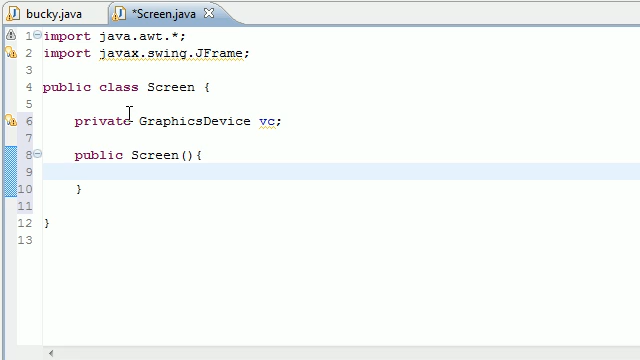 bucky.java
*Screen.java
1 import java.awt.*;
2 import javax.swing.JFrame;
3
4 public class Screen {
5
6 private GraphicsDevice vc;
7
8 public Screen(){
9
10 }
11
12 }
13